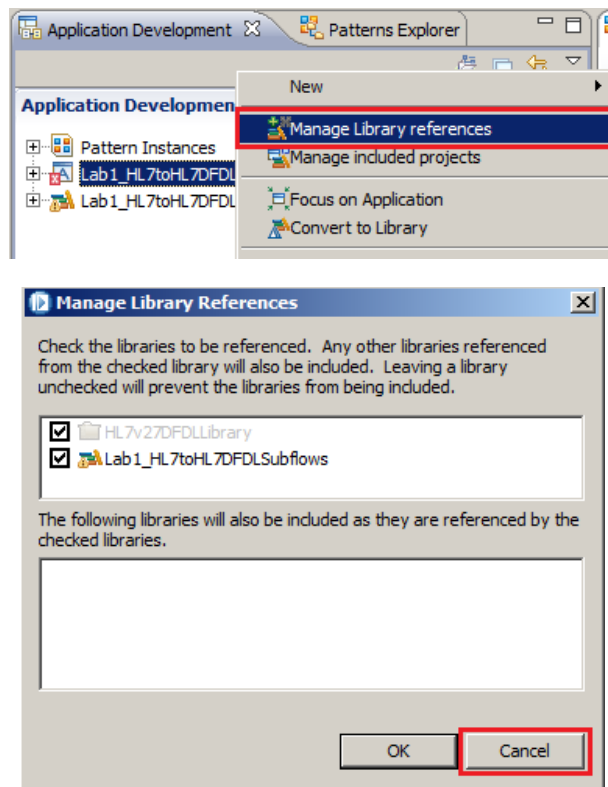 Application Development
Patterns Explorer
Application Developmen
New
Pattern Instances
Manage Library references
Lab1_HL7toHL7DFDL
Manage included projects
Lab1_HL7toHL7DFDL
Focus on Application
Convert to Library
Manage Library References
Check the libraries to be referenced. Any other libraries referenced
from the checked library will also be included. Leaving a library
unchecked will prevent the libraries from being included.
HL7v27DFDLLibrary
Lab1_HL7toHL7DFDLSubflows
The following libraries will also be included as they are referenced by the
checked libraries.
OK Cancel